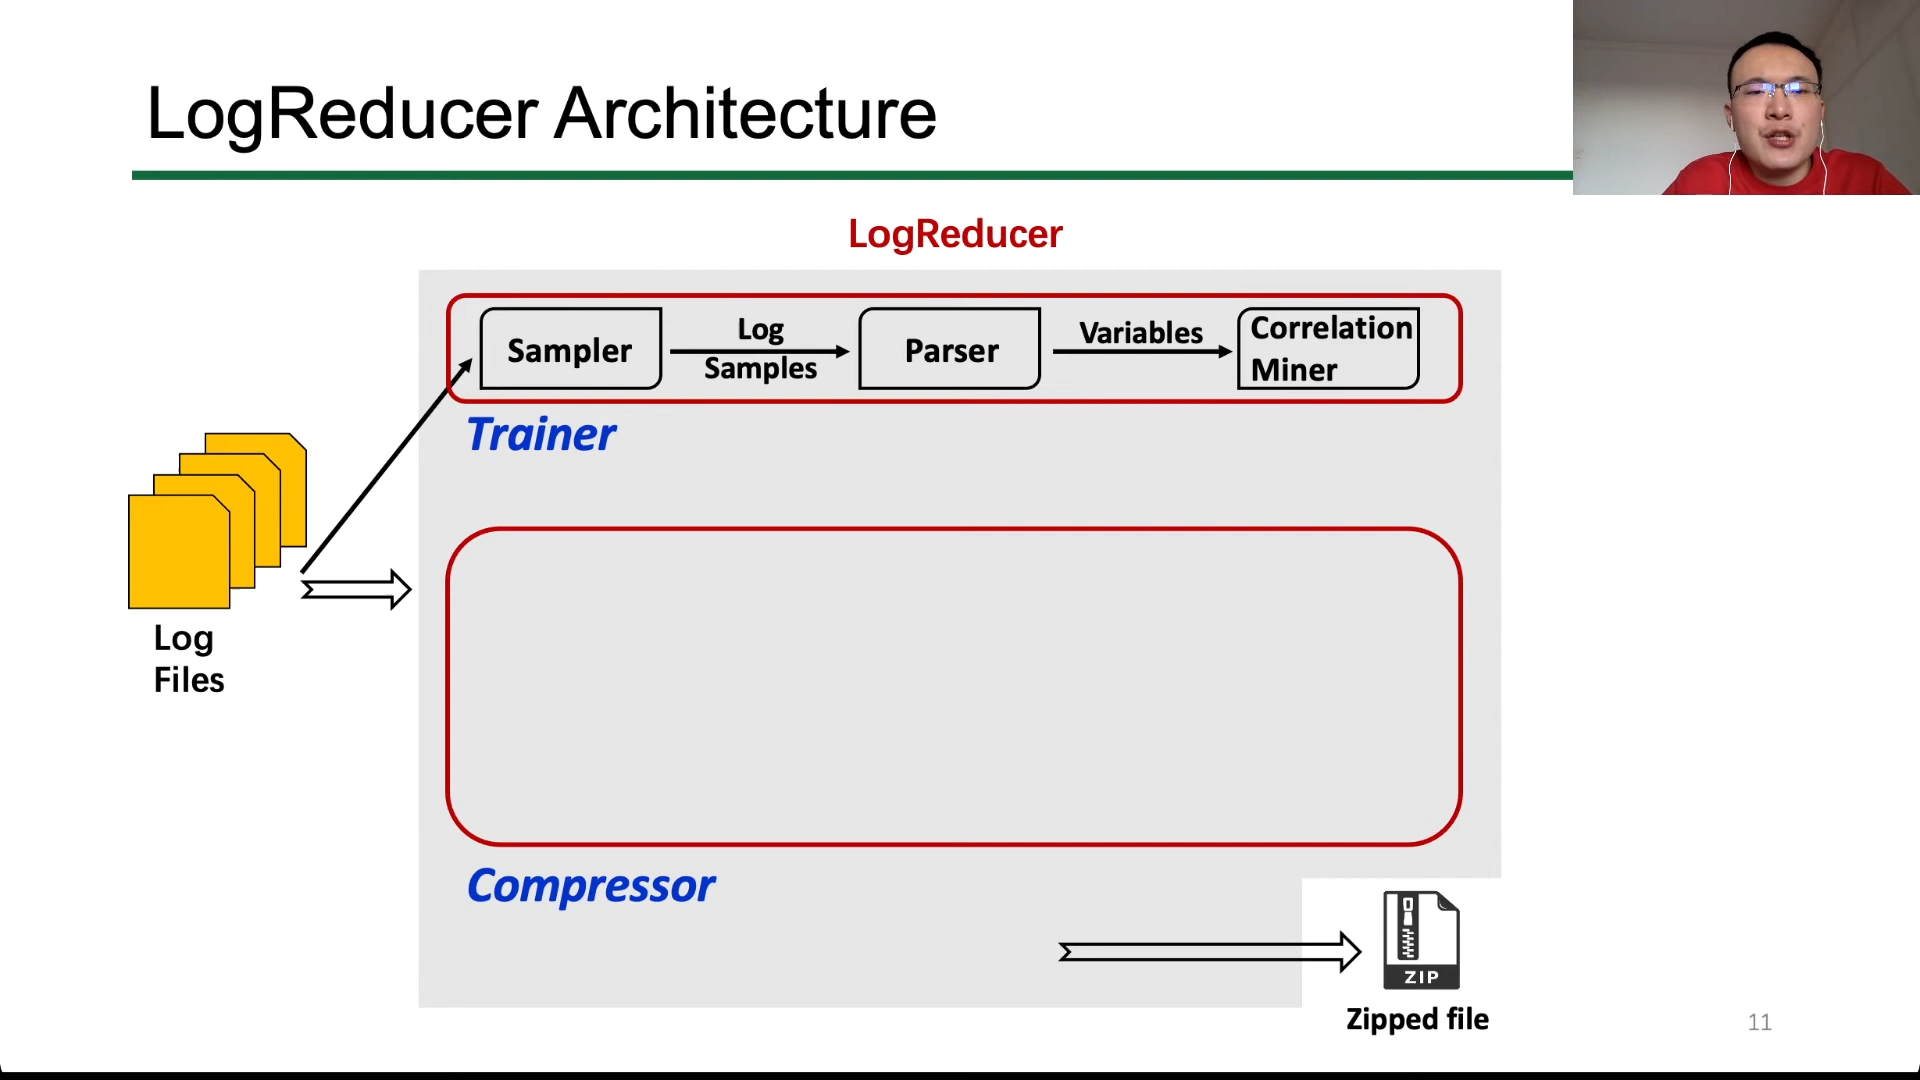 LogReducer Architecture
LogReducer
Sampler
Log
Samples
Parser
Variables
Correlation
Miner
Trainer
Log
Files
Compressor
ZIP
Zipped file
11